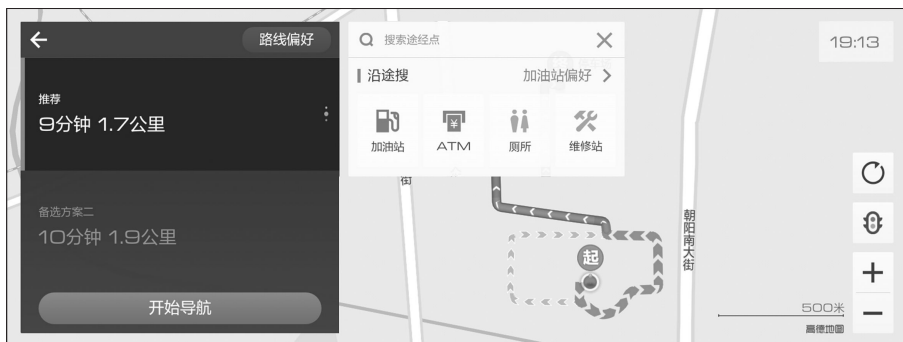 路线偏好
推荐
9分钟 1.7公里
备选方案二
10分钟 1.9公里
开始导航
搜索途经点
沿途搜
加油站偏好
加油站
ATM
厕所
维修站
街
起
朝阳南大街
19:13
500米
高德地图